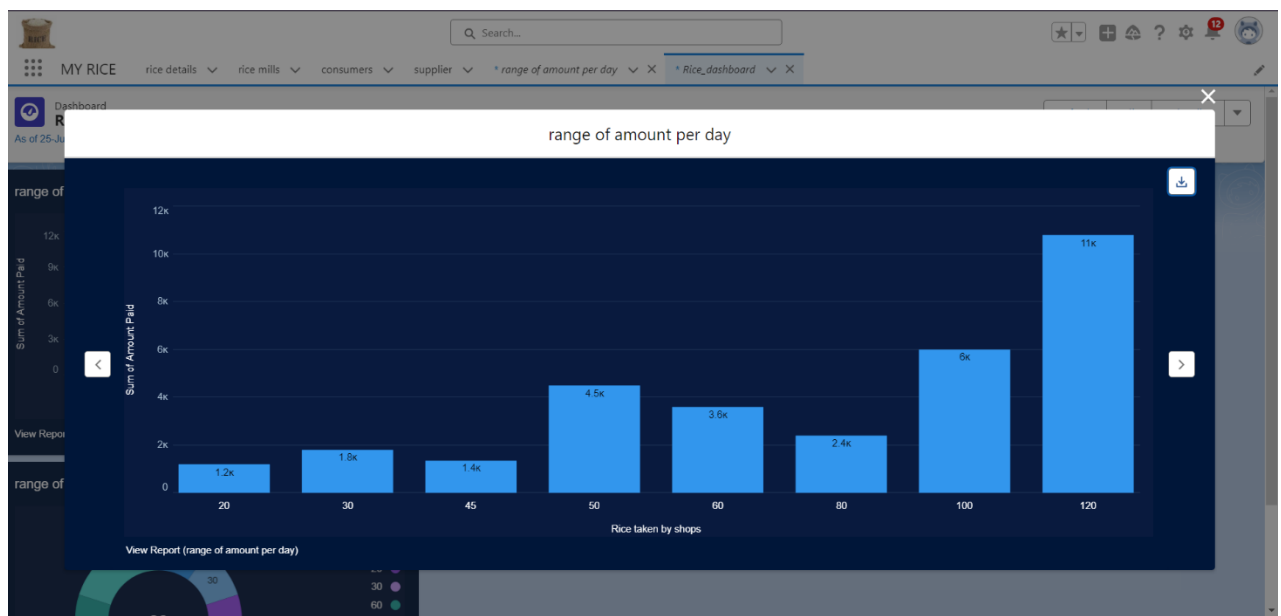 RICE
Search...
12
MY RICE
rice details
rice mills
consumers
supplier
* range of amount per day
* Rice_dashboard
Dashboard
R
As of 25-Ju
range of amount per day
range of
12K
9K
6K
3K
0
Sum of Amount Paid
View Repor
range of
12K
10K
8K
6K
4K
2K
0
Sum of Amount Paid
1.2K
1.8K
1.4K
4.5K
3.6K
2.4K
6K
11K
20 30 45 50 60 80 100 120
Rice taken by shops
View Report (range of amount per day)
30
30
60